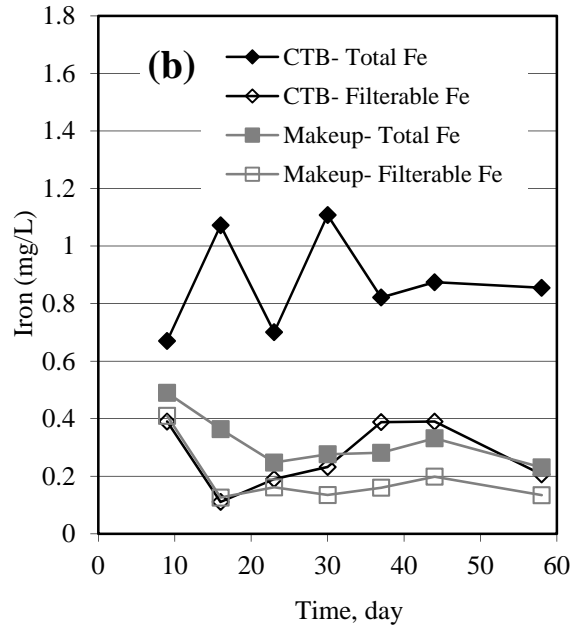 1.8
1.6
1.4
1.2
1
0.8
0.6
0.4
0.2
0
Iron (mg/L)
(b)
CTB- Total Fe
CTB- Filterable Fe
Makeup- Total Fe
Makeup- Filterable Fe
0 10 20 30 40 50 60
Time, day